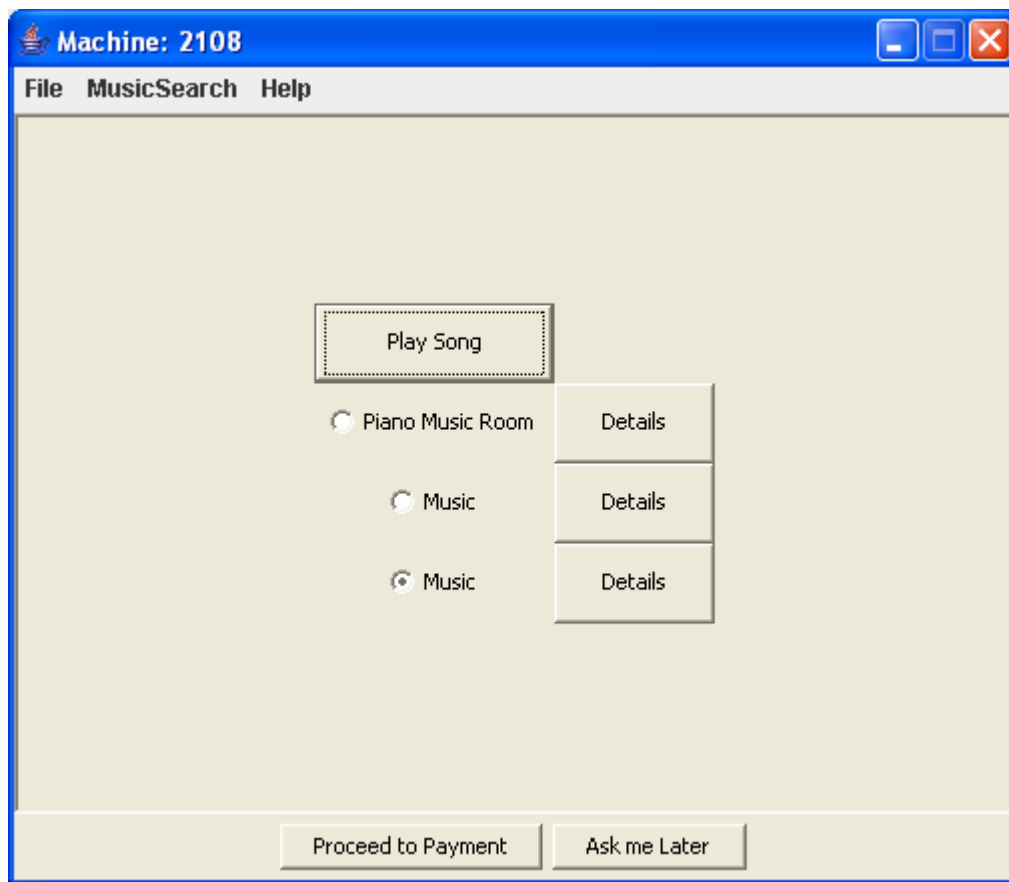 Machine: 2108
File MusicSearch Help
Play Song
Piano Music Room Details
Music Details
Music Details
Proceed to Payment Ask me Later